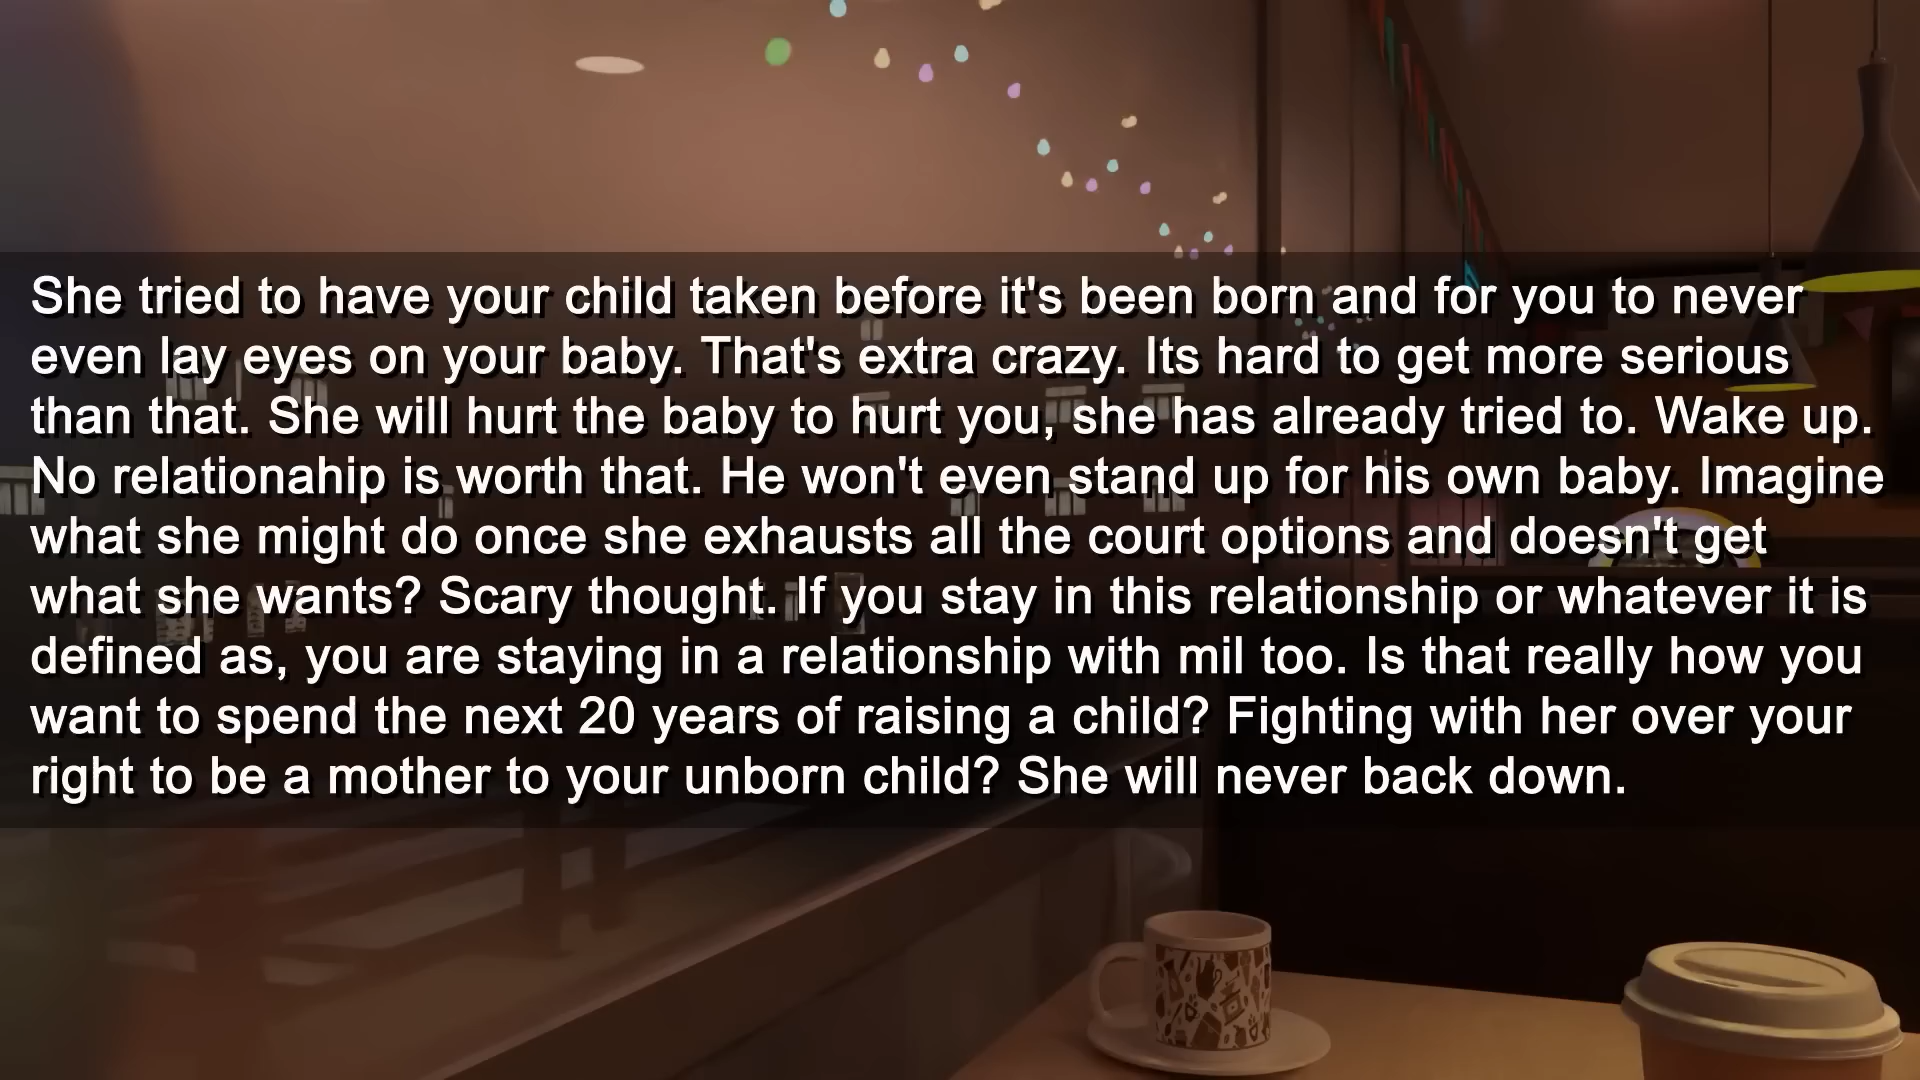 She tried to have your child taken before it's been born and for you to never
even lay eyes on your baby. That's extra crazy. Its hard to get more serious
than that. She will hurt the baby to hurt you, she has already tried to. Wake up.
No relationahip is worth that. He won't even stand up for his own baby. Imagine
what she might do once she exhausts all the court options and doesn't get
what she wants? Scary thought. If you stay in this relationship or whatever it is
defined as, you are staying in a relationship with mil too. Is that really how you
want to spend the next 20 years of raising a child? Fighting with her over your
right to be a mother to your unborn child? She will never back down.